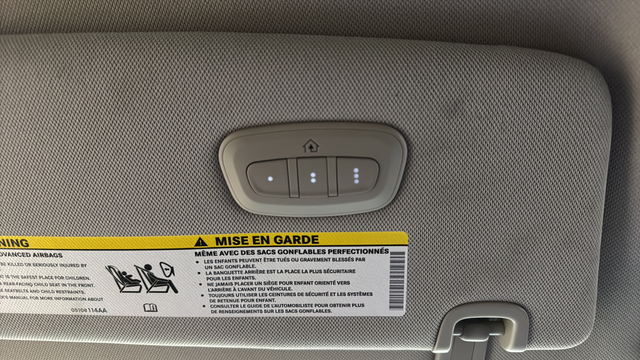 NING
DVANCED AIRBAGS
BE KILLED OR SERIOUSLY INJURED BY
AT IS THE SAFEST PLACE FOR CHILDREN.
REAR-FACING CHILD SEAT IN THE FRONT.
SEATBELTS AND CHILD RESTRAINTS.
ER'S MANUAL FOR MORE INFORMATION ABOUT
116AA
MISE EN GARDE
MÊME AVEC DES SACS GONFLABLES PERFECTIONNÉS
• LES ENFANTS PEUVENT ÊTRE TUÉS OU GRAVEMENT BLESSÉS PAR
UN SAC GONFLABLE.
• LA BANQUETTE ARRIÈRE EST LA PLACE LA PLUS SÉCURITAIRE
POUR LES ENFANTS.
• NE JAMAIS PLACER UN SIÈGE POUR ENFANT ORIENTÉ VERS
L'ARRIÈRE À L'AVANT DU VÉHICULE.
• TOUJOURS UTILISER LES CEINTURES DE SÉCURITÉ ET LES SYSTÈMES
DE RETENUE POUR ENFANT.
• CONSULTER LE GUIDE DE L'AUTOMOBILISTE POUR OBTENIR PLUS
DE RENSEIGNEMENTS SUR LES SACS GONFLABLES.